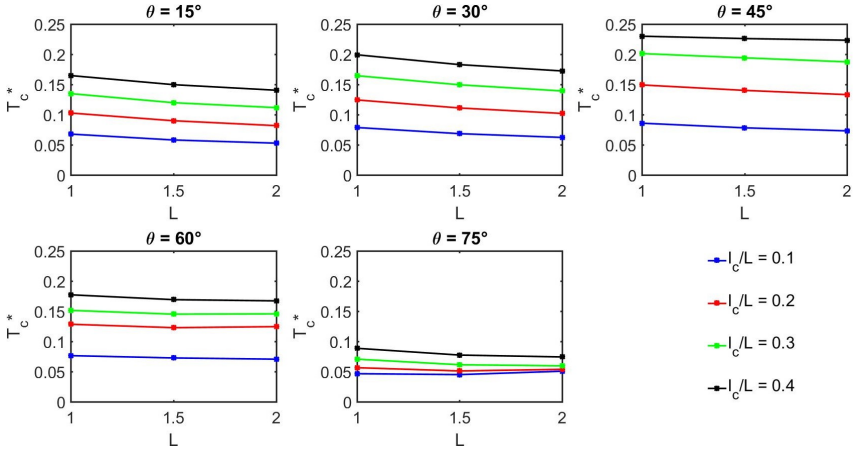 θ = 15°
0.25
0.2
0.15
0.1
0.05
0
T_c^*
1
1.5
2
L
θ = 30°
0.25
0.2
0.15
0.1
0.05
0
T_c^*
1
1.5
2
L
θ = 45°
0.25
0.2
0.15
0.1
0.05
0
T_c^*
1
1.5
2
L
θ = 60°
0.25
0.2
0.15
0.1
0.05
0
T_c^*
1
1.5
2
L
θ = 75°
0.25
0.2
0.15
0.1
0.05
0
T_c^*
1
1.5
2
L
l_c/L = 0.1
l_c/L = 0.2
l_c/L = 0.3
l_c/L = 0.4